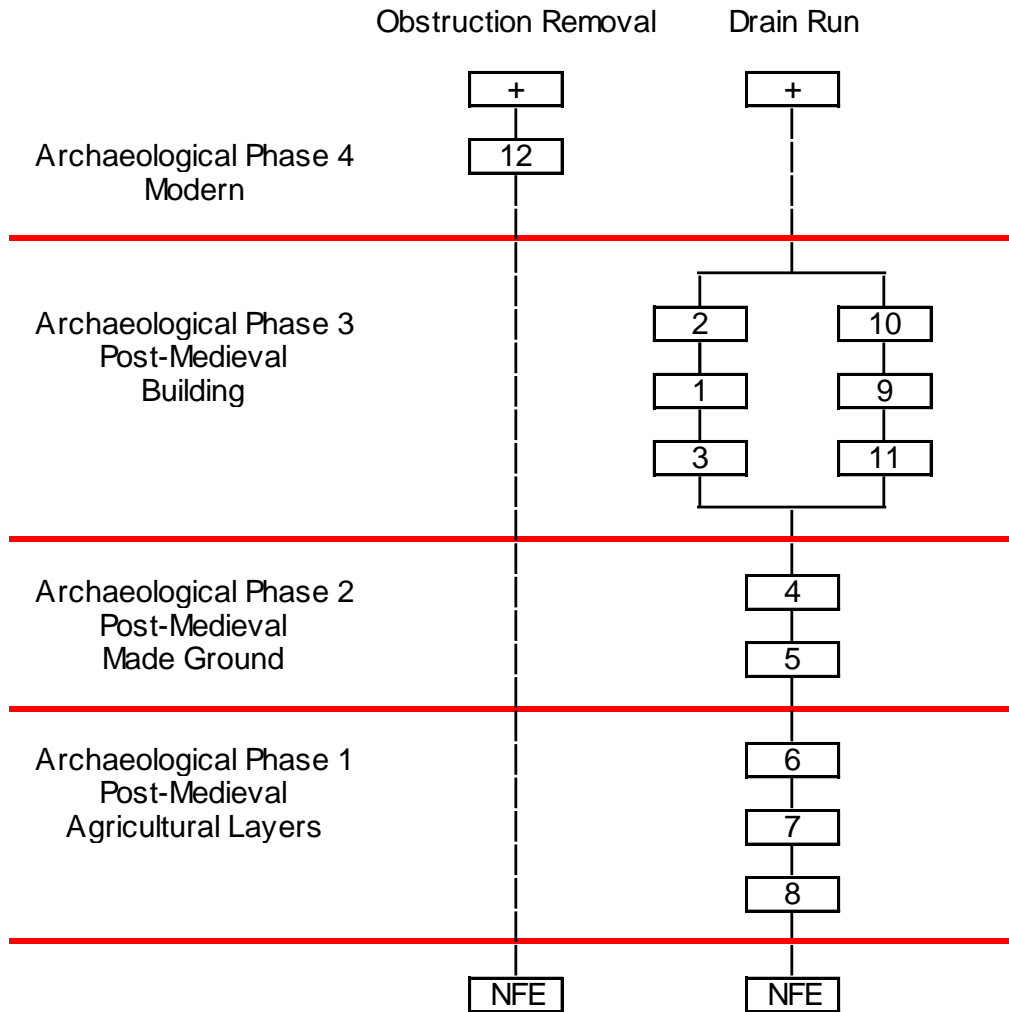 Obstruction Removal Drain Run
+ +
Archaeological Phase 4 12
Modern
Archaeological Phase 3 2 10
Post-Medieval
Building 1 9
3 11
Archaeological Phase 2 4
Post-Medieval
Made Ground 5
Archaeological Phase 1 6
Post-Medieval
Agricultural Layers 7
8
NFE NFE